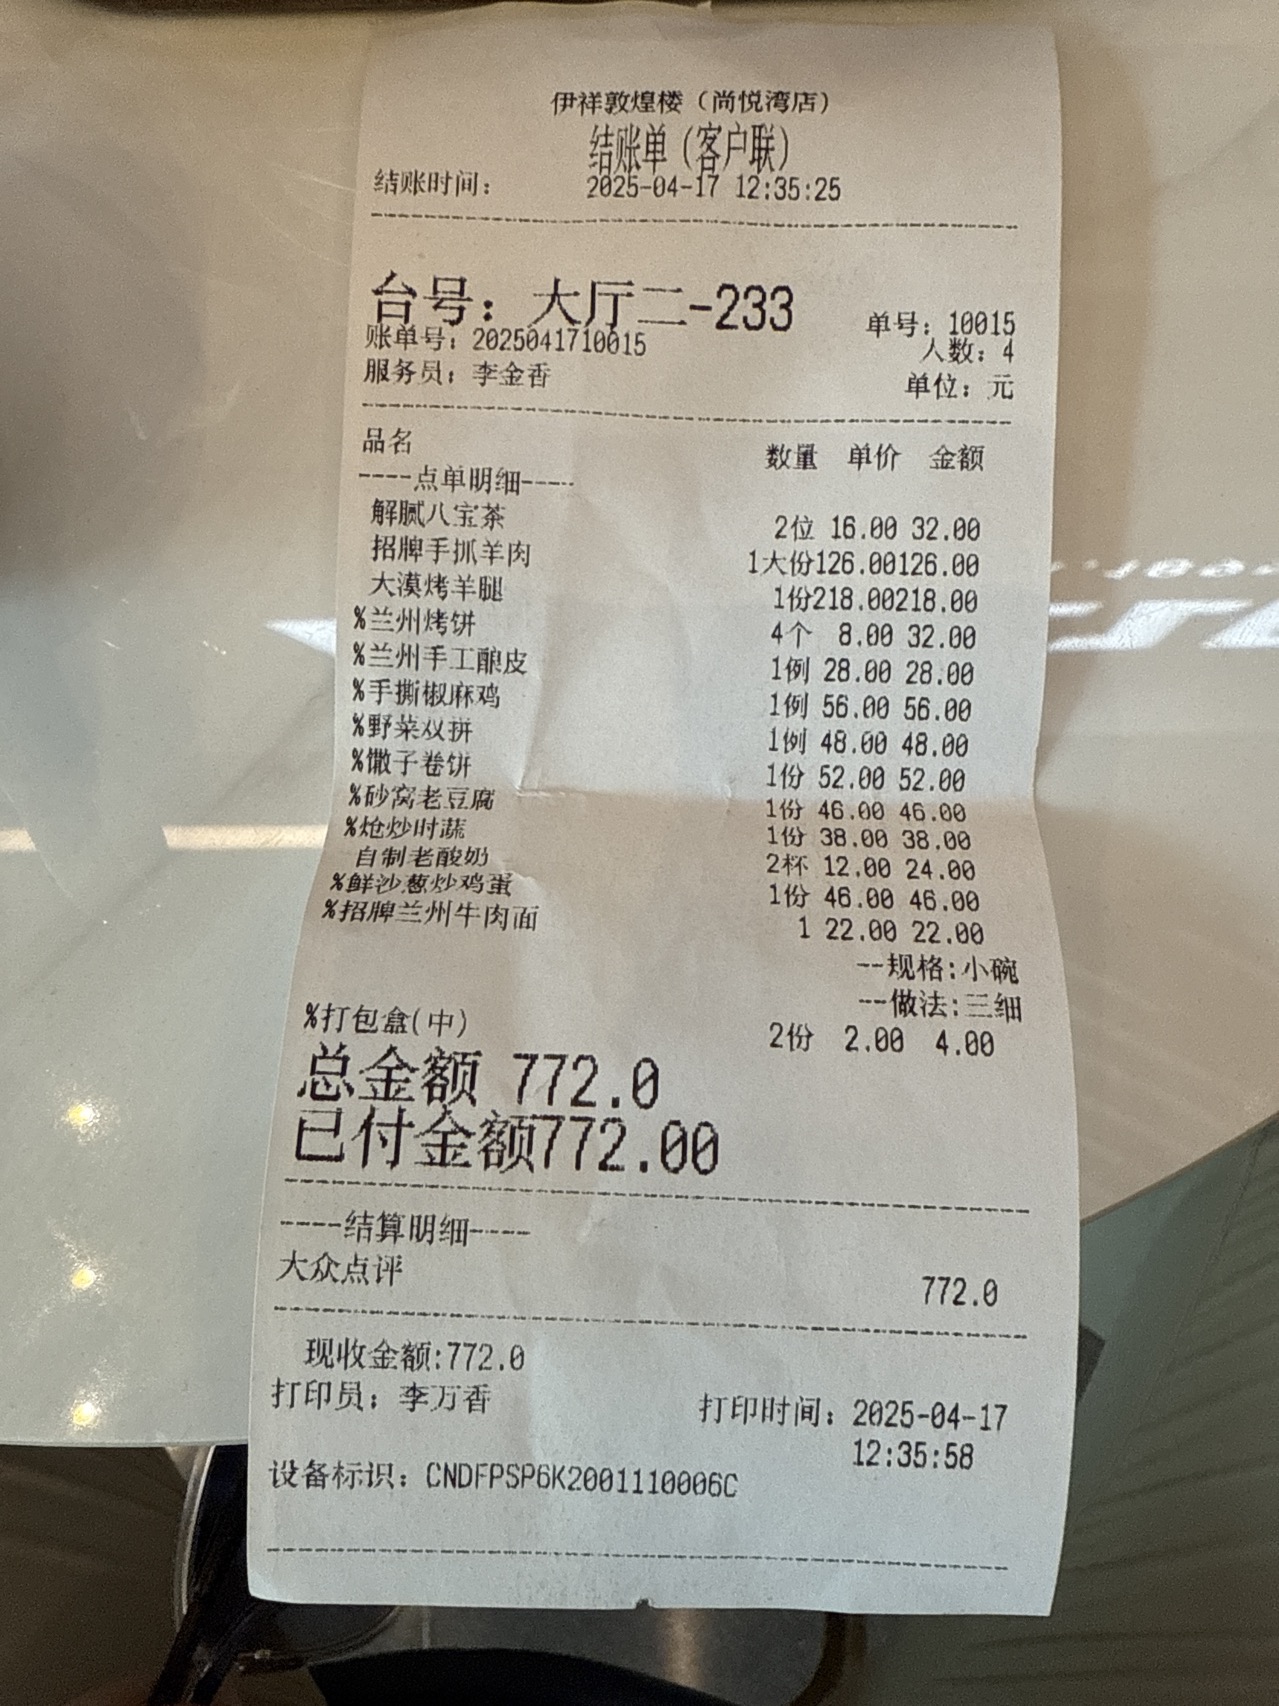 伊祥敦煌楼（尚悦湾店）
结账单（客户联）
结账时间： 2025-04-17 12:35:25
台号：大厅二-233
单号：10015
账单号：2025041710015
人数：4
服务员：李金香
单位：元
品名 数量 单价 金额
----点单明细-----
解腻八宝茶 2位 16.00 32.00
招牌手抓羊肉 1大份126.00126.00
大漠烤羊腿 1份218.00218.00
%兰州烤饼 4个 8.00 32.00
%兰州手工酿皮 1例 28.00 28.00
%手撕椒麻鸡 1例 56.00 56.00
%野菜双拼 1例 48.00 48.00
%馓子卷饼 1份 52.00 52.00
%砂窝老豆腐 1份 46.00 46.00
%炝炒时蔬 1份 38.00 38.00
自制老酸奶 2杯 12.00 24.00
%鲜沙葱炒鸡蛋 1份 46.00 46.00
%招牌兰州牛肉面 1 22.00 22.00
--规格:小碗
--做法:三细
%打包盒(中) 2份 2.00 4.00
总金额 772.0
已付金额772.00
----结算明细-----
大众点评 772.0
现收金额:772.0
打印员：李万香 打印时间：2025-04-17
12:35:58
设备标识：CNDFPSP6K2001110006C